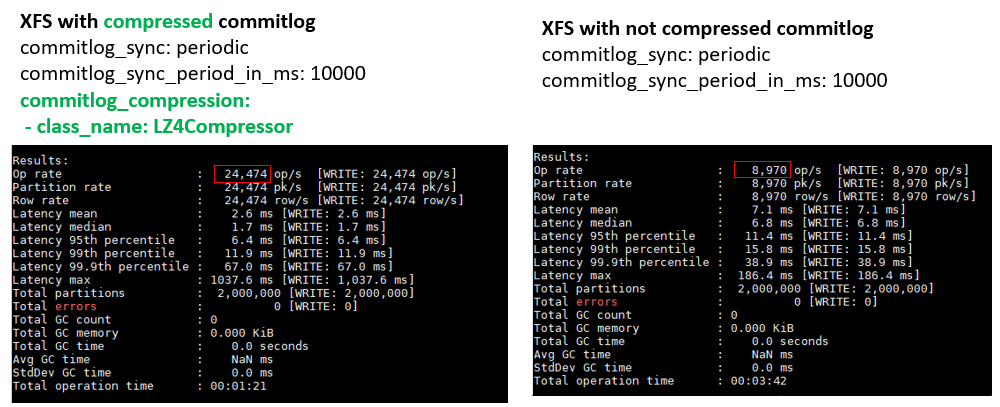 XFS with compressed commitlog
commitlog_sync: periodic
commitlog_sync_period_in_ms: 10000
commitlog_compression:
- class_name: LZ4Compressor
Results:
Op rate : 24,474 op/s [WRITE: 24,474 op/s]
Partition rate : 24,474 pk/s [WRITE: 24,474 pk/s]
Row rate : 24,474 row/s [WRITE: 24,474 row/s]
Latency mean : 2.6 ms [WRITE: 2.6 ms]
Latency median : 1.7 ms [WRITE: 1.7 ms]
Latency 95th percentile : 6.4 ms [WRITE: 6.4 ms]
Latency 99th percentile : 11.9 ms [WRITE: 11.9 ms]
Latency 99.9th percentile : 67.0 ms [WRITE: 67.0 ms]
Latency max : 1037.6 ms [WRITE: 1,037.6 ms]
Total partitions : 2,000,000 [WRITE: 2,000,000]
Total errors : 0 [WRITE: 0]
Total GC count : 0
Total GC memory : 0.000 KiB
Total GC time : 0.0 seconds
Avg GC time : NaN ms
StdDev GC time : 0.0 ms
Total operation time : 00:01:21
XFS with not compressed commitlog
commitlog_sync: periodic
commitlog_sync_period_in_ms: 10000
Results:
Op rate : 8,970 op/s [WRITE: 8,970 op/s]
Partition rate : 8,970 pk/s [WRITE: 8,970 pk/s]
Row rate : 8,970 row/s [WRITE: 8,970 row/s]
Latency mean : 7.1 ms [WRITE: 7.1 ms]
Latency median : 6.8 ms [WRITE: 6.8 ms]
Latency 95th percentile : 11.4 ms [WRITE: 11.4 ms]
Latency 99th percentile : 15.8 ms [WRITE: 15.8 ms]
Latency 99.9th percentile : 38.9 ms [WRITE: 38.9 ms]
Latency max : 186.4 ms [WRITE: 186.4 ms]
Total partitions : 2,000,000 [WRITE: 2,000,000]
Total errors : 0 [WRITE: 0]
Total GC count : 0
Total GC memory : 0.000 KiB
Total GC time : 0.0 seconds
Avg GC time : NaN ms
StdDev GC time : 0.0 ms
Total operation time : 00:03:42